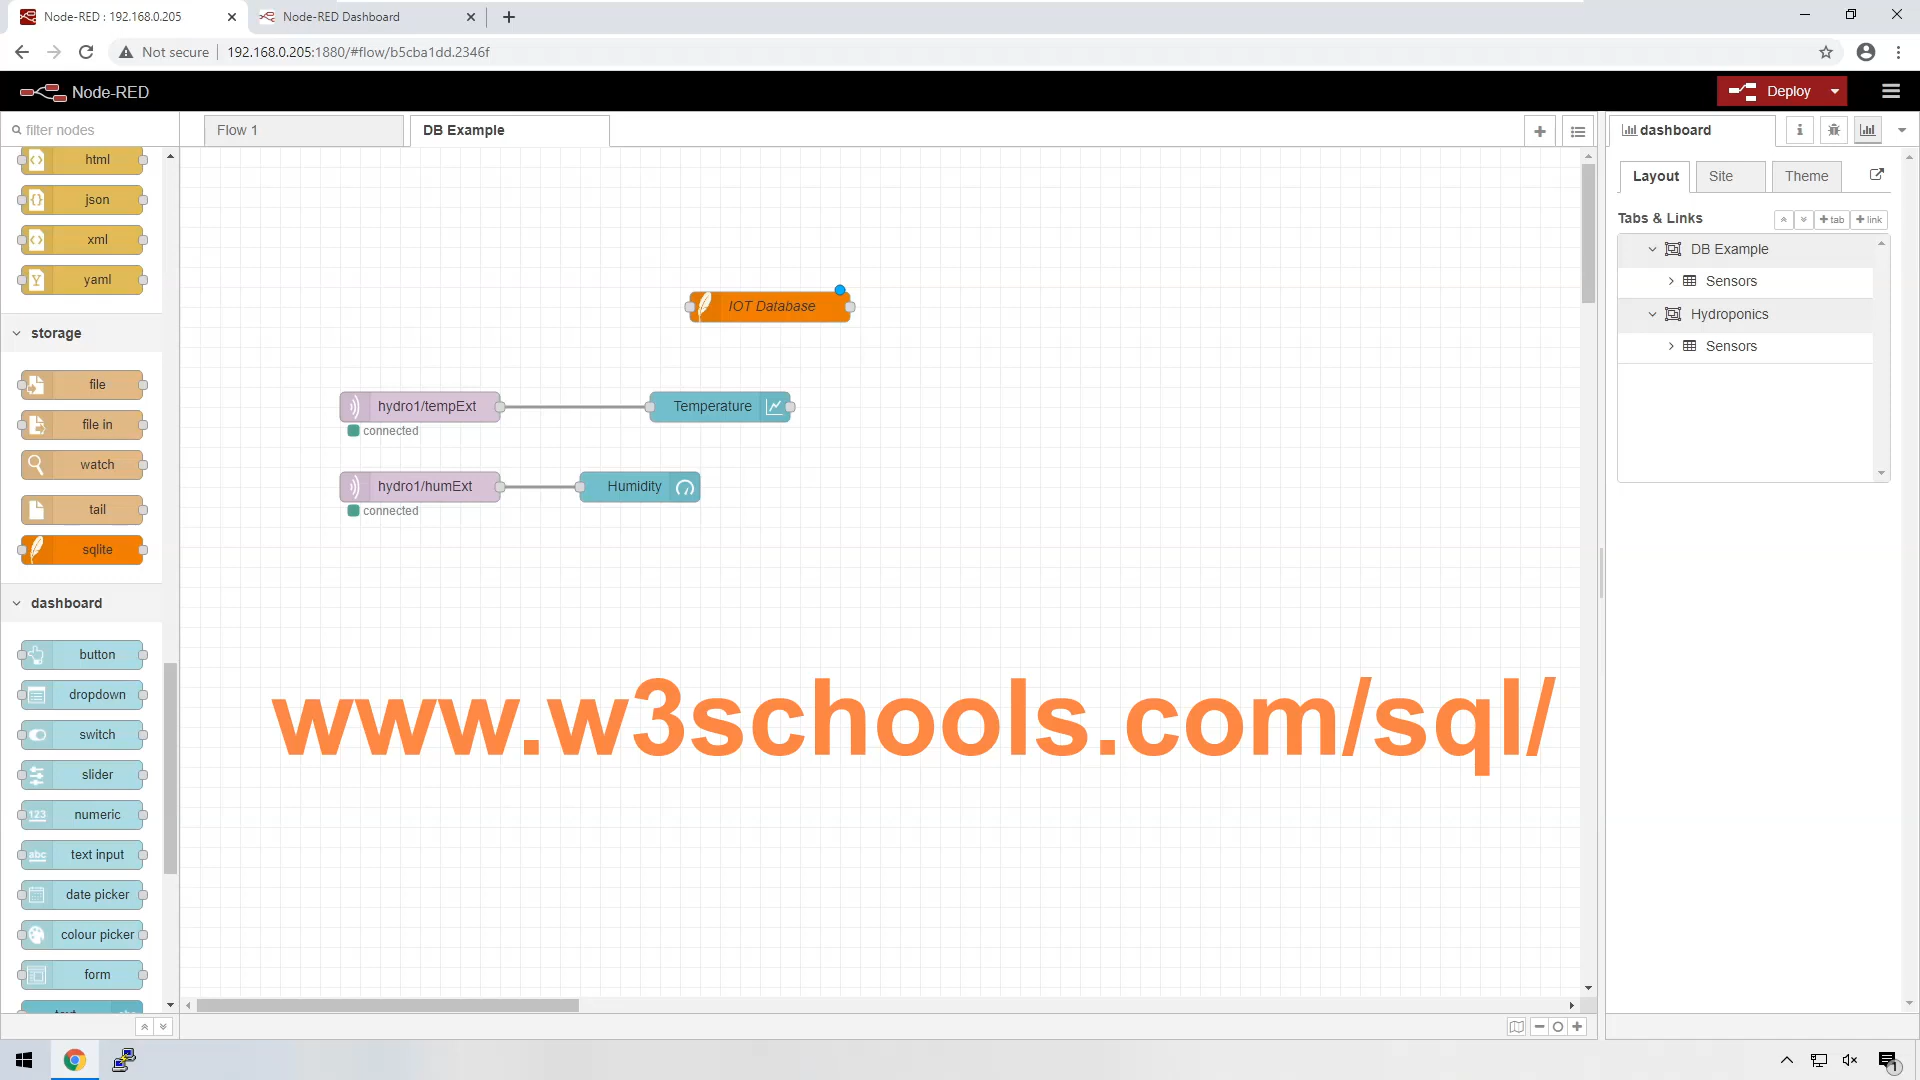 Node-RED : 192.168.0.205
Node-RED Dashboard
Not secure
192.168.0.205:1880/#flow/b5cba1dd.2346f
Node-RED
Deploy
filter nodes
Flow 1
DB Example
dashboard
i
html
json
xml
yaml
storage
file
file in
watch
tail
sqlite
dashboard
button
dropdown
switch
slider
123 numeric
abc text input
date picker
colour picker
form
IOT Database
hydro1/tempExt
connected
Temperature
hydro1/humExt
connected
Humidity
www.w3schools.com/sql/
Layout
Site
Theme
Tabs & Links
tab
link
DB Example
Sensors
Hydroponics
Sensors
1